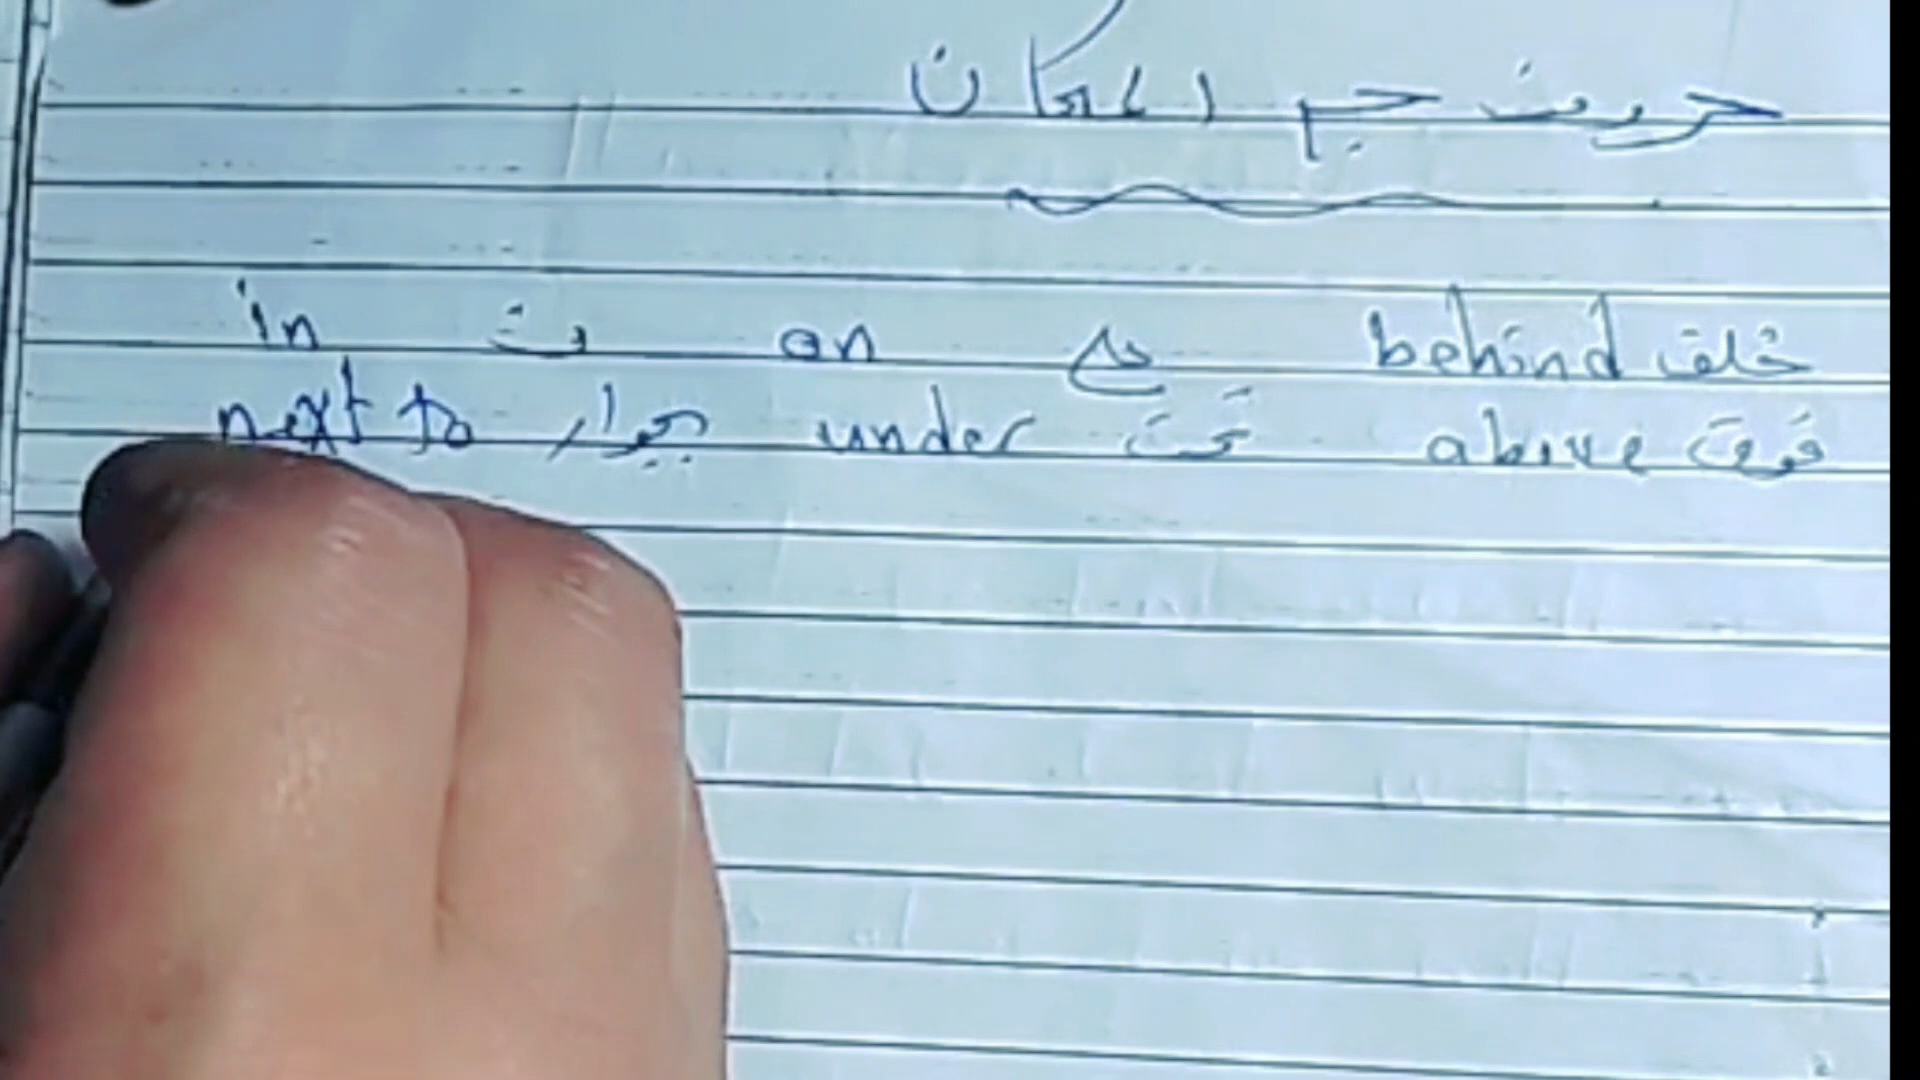 حروف جر المكان
in في on على behind خلف
next to بجوار under تحت above فوق